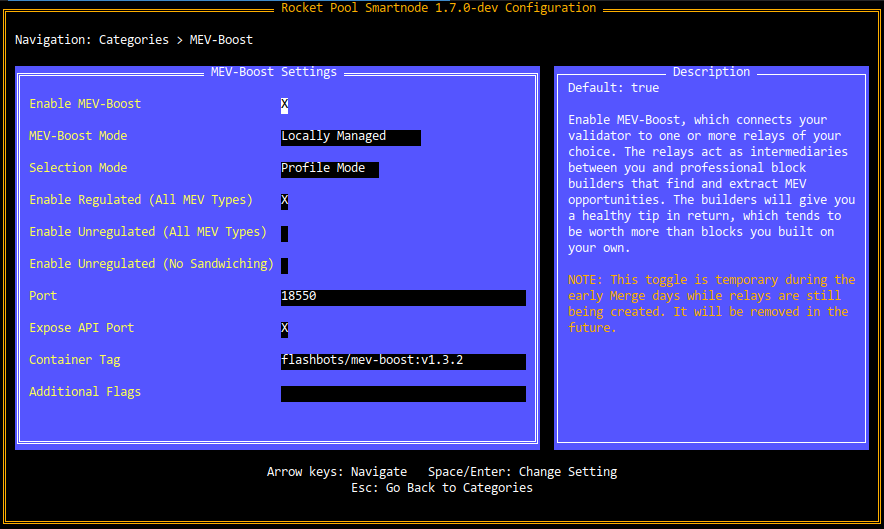 Rocket Pool Smartnode 1.7.0-dev Configuration
Navigation: Categories > MEV-Boost
MEV-Boost Settings
Enable MEV-Boost X
MEV-Boost Mode Locally Managed
Selection Mode Profile Mode
Enable Regulated (All MEV Types) X
Enable Unregulated (All MEV Types)
Enable Unregulated (No Sandwiching)
Port 18550
Expose API Port X
Container Tag flashbots/mev-boost:v1.3.2
Additional Flags
Description
Default: true
Enable MEV-Boost, which connects your
validator to one or more relays of your
choice. The relays act as intermediaries
between you and professional block
builders that find and extract MEV
opportunities. The builders will give you
a healthy tip in return, which tends to
be worth more than blocks you built on
your own.
NOTE: This toggle is temporary during the
early Merge days while relays are still
being created. It will be removed in the
future.
Arrow keys: Navigate Space/Enter: Change Setting
Esc: Go Back to Categories